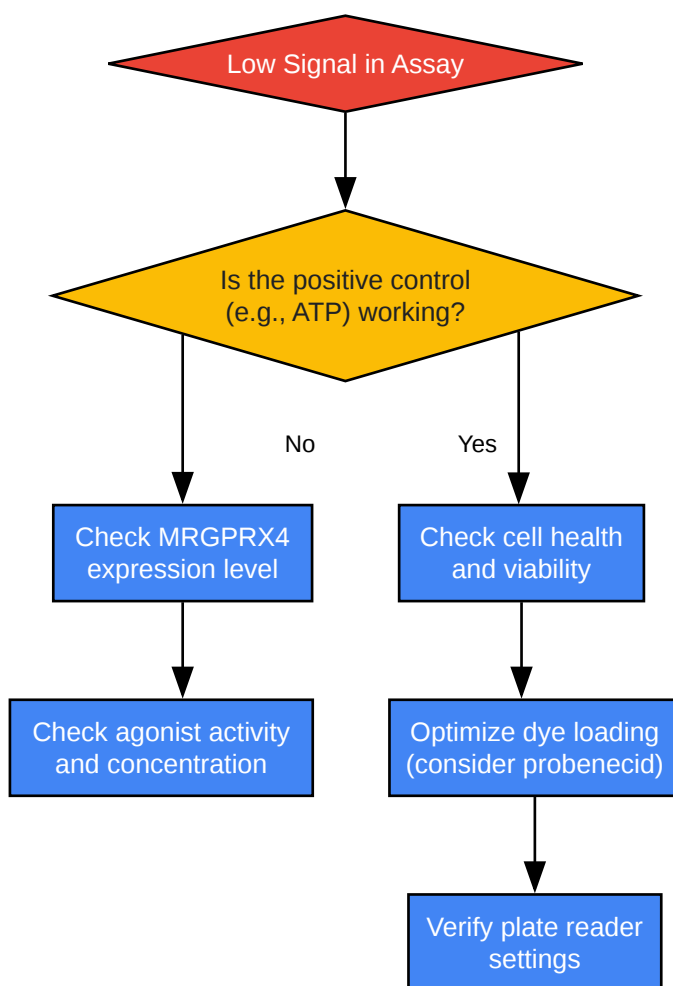 Low Signal in Assay
Is the positive control
(e.g., ATP) working?
No
Yes
Check MRGPRX4
expression level
Check cell health
and viability
Check agonist activity
and concentration
Optimize dye loading
(consider probenecid)
Verify plate reader
settings